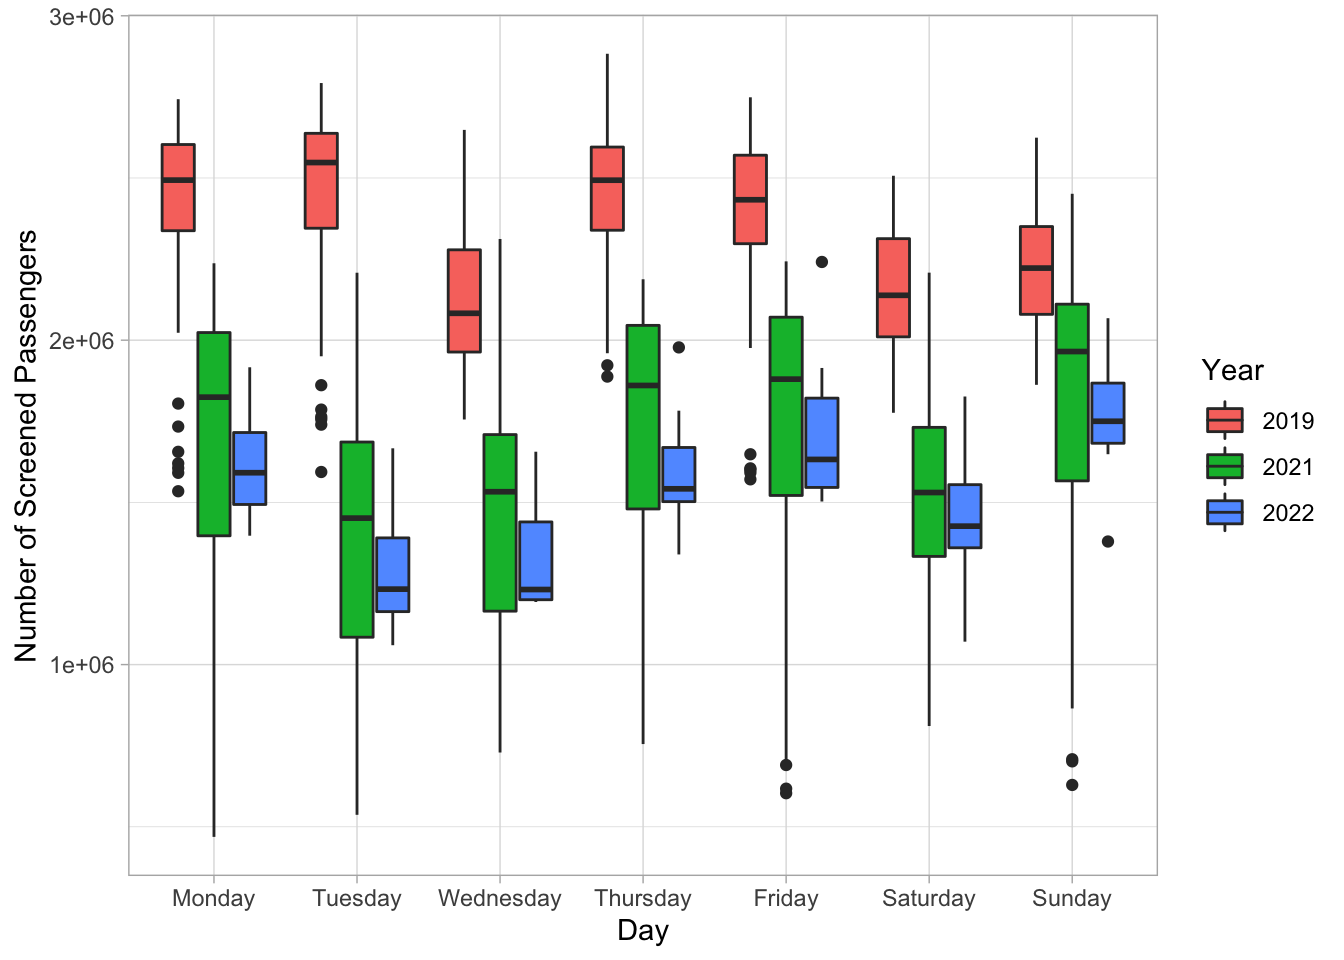 Number of Screened Passengers
3e+06
2e+06
1e+06
Monday Tuesday Wednesday Thursday Friday Saturday Sunday
Day
Year
2019
2021
2022